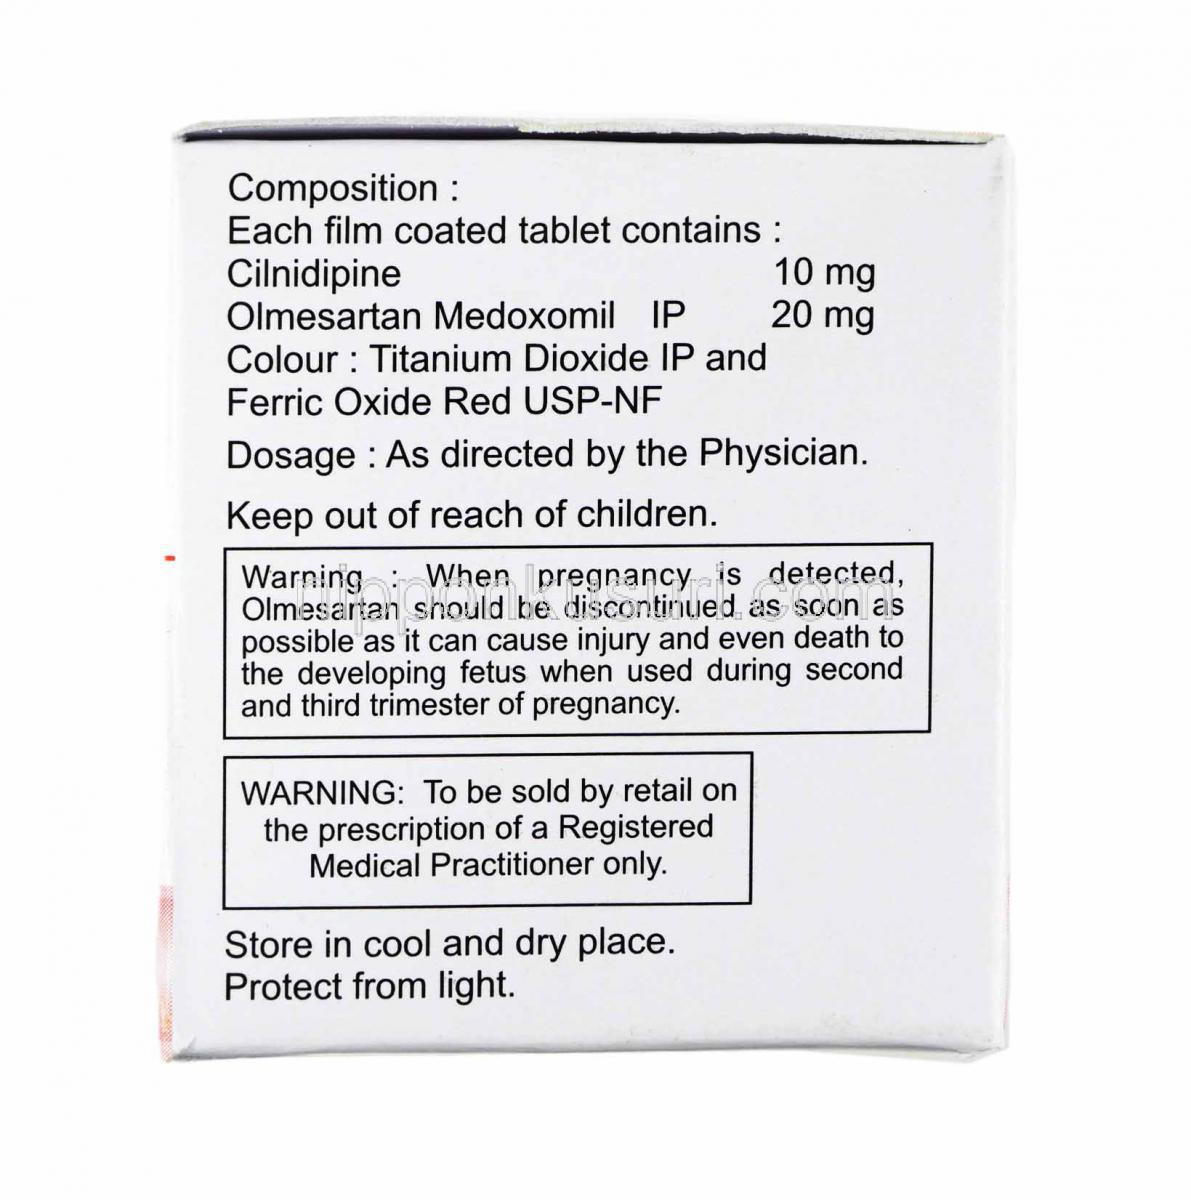 Composition :
Each film coated tablet contains :
Cilnidipine 10 mg
Olmesartan Medoxomil IP 20 mg
Colour : Titanium Dioxide IP and
Ferric Oxide Red USP-NF
Dosage : As directed by the Physician.
Keep out of reach of children.
Warning : When pregnancy is detected,
Olmesartan should be discontinued as soon as
possible as it can cause injury and even death to
the developing fetus when used during second
and third trimester of pregnancy.
nipponkusuri.com
WARNING: To be sold by retail on
the prescription of a Registered
Medical Practitioner only.
Store in cool and dry place.
Protect from light.